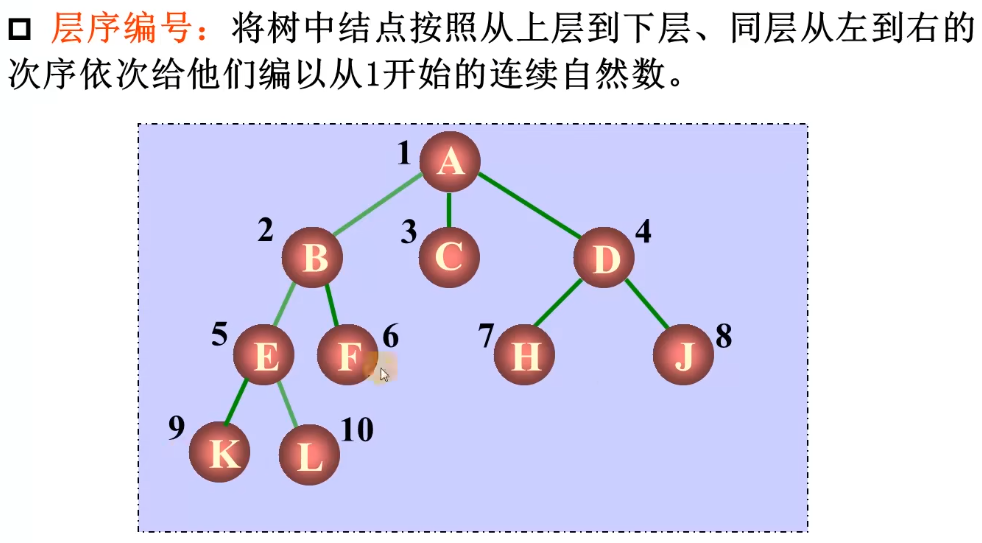 层序编号：将树中结点按照从上层到下层、同层从左到右的
次序依次给他们编以从1开始的连续自然数。
1 A
2 B 3 C D 4
5 E F 6 7 H J 8
9 K L 10